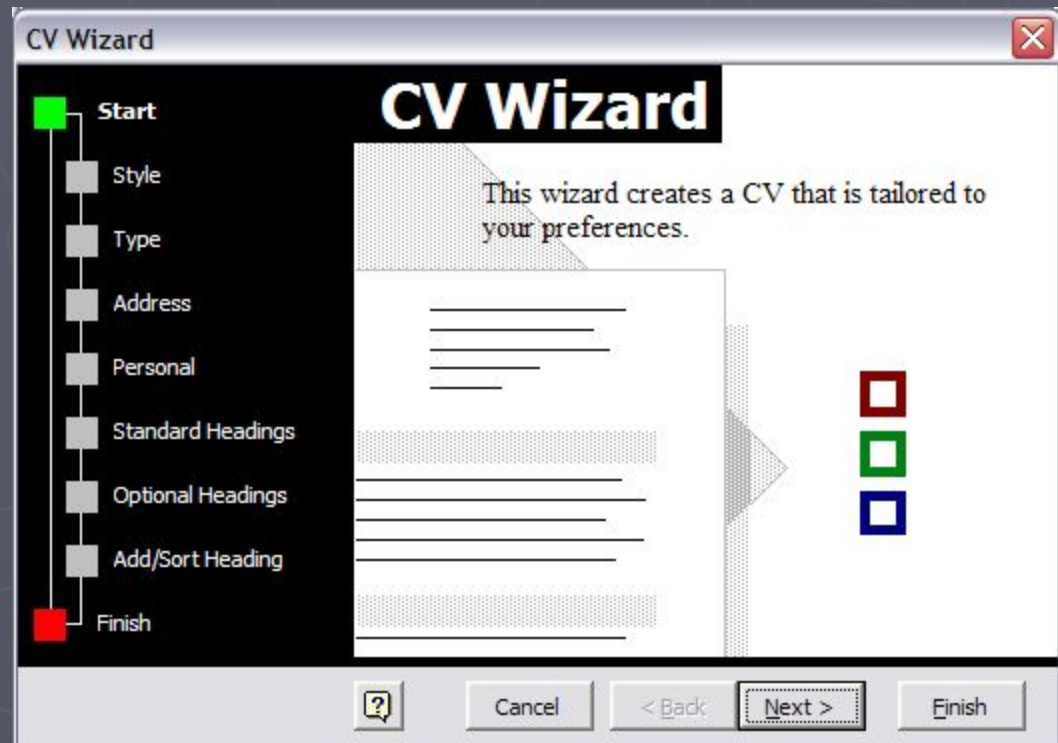 CV Wizard
Start
Style
Type
Address
Personal
Standard Headings
Optional Headings
Add/Sort Heading
Finish
CV Wizard
This wizard creates a CV that is tailored to
your preferences.
?
Cancel
< Back
Next >
Finish